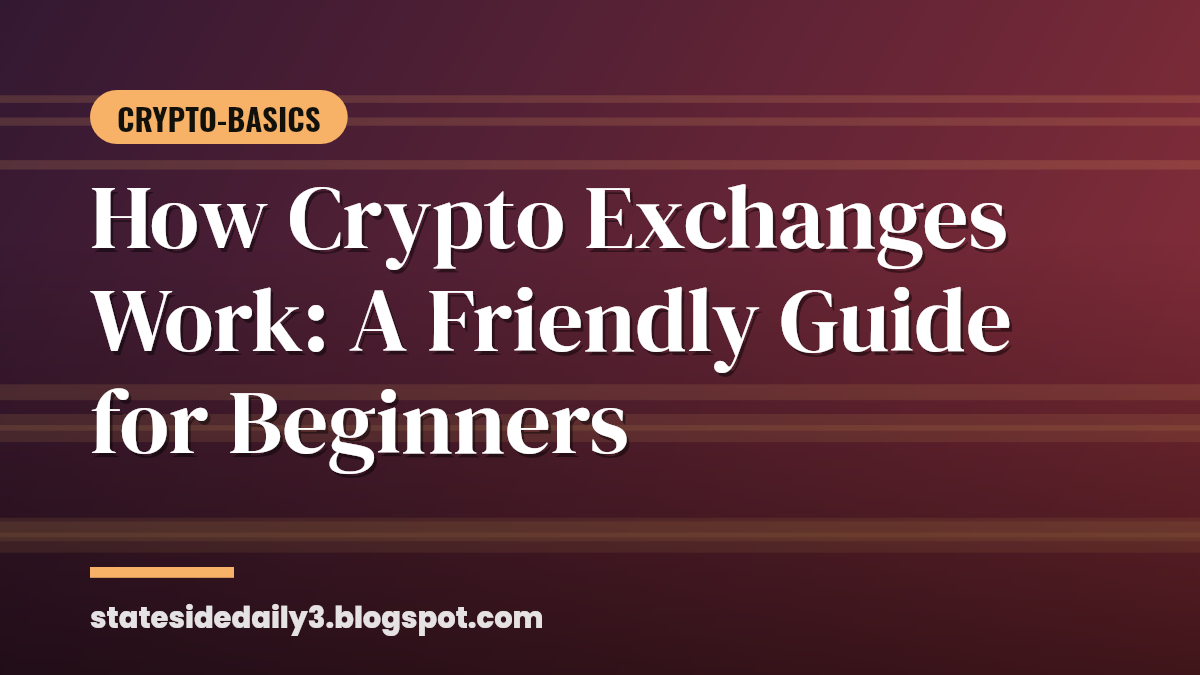 CRYPTO-BASICS
How Crypto Exchanges
Work: A Friendly Guide
for Beginners
statesidedaily3.blogspot.com